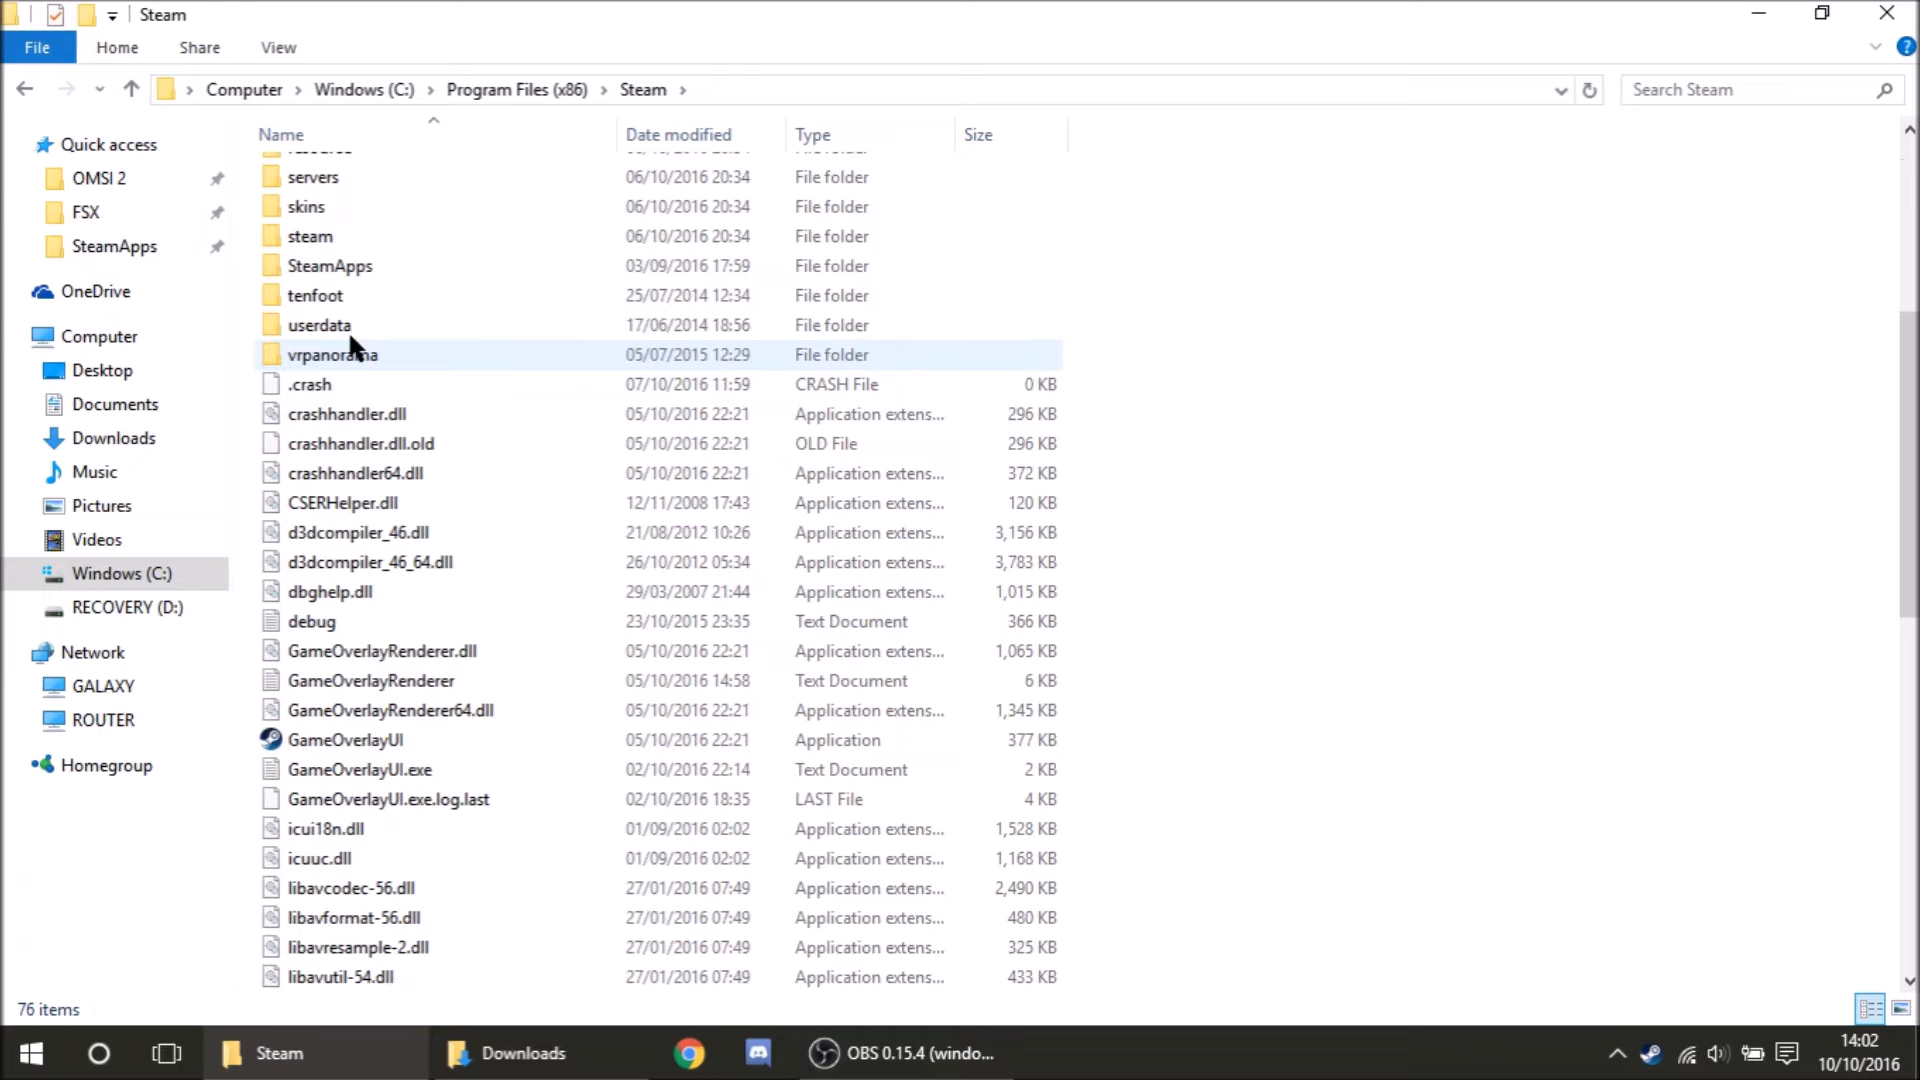 Steam
File Home Share View
Computer Windows (C:) Program Files (x86) Steam Search Steam
Name Date modified Type Size
Quick access
OMSI 2
FSX
SteamApps
OneDrive
Computer
Desktop
Documents
Downloads
Music
Pictures
Videos
Windows (C:)
RECOVERY (D:)
Network
GALAXY
ROUTER
Homegroup
servers 06/10/2016 20:34 File folder
skins 06/10/2016 20:34 File folder
steam 06/10/2016 20:34 File folder
SteamApps 03/09/2016 17:59 File folder
tenfoot 25/07/2014 12:34 File folder
userdata 17/06/2014 18:56 File folder
vrpanorama 05/07/2015 12:29 File folder
.crash 07/10/2016 11:59 CRASH File 0 KB
crashhandler.dll 05/10/2016 22:21 Application extens... 296 KB
crashhandler.dll.old 05/10/2016 22:21 OLD File 296 KB
crashhandler64.dll 05/10/2016 22:21 Application extens... 372 KB
CSERHelper.dll 12/11/2008 17:43 Application extens... 120 KB
d3dcompiler_46.dll 21/08/2012 10:26 Application extens... 3,156 KB
d3dcompiler_46_64.dll 26/10/2012 05:34 Application extens... 3,783 KB
dbghelp.dll 29/03/2007 21:44 Application extens... 1,015 KB
debug 23/10/2015 23:35 Text Document 366 KB
GameOverlayRenderer.dll 05/10/2016 22:21 Application extens... 1,065 KB
GameOverlayRenderer 05/10/2016 14:58 Text Document 6 KB
GameOverlayRenderer64.dll 05/10/2016 22:21 Application extens... 1,345 KB
GameOverlayUI 05/10/2016 22:21 Application 377 KB
GameOverlayUI.exe 02/10/2016 22:14 Text Document 2 KB
GameOverlayUI.exe.log.last 02/10/2016 18:35 LAST File 4 KB
icui18n.dll 01/09/2016 02:02 Application extens... 1,528 KB
icuuc.dll 01/09/2016 02:02 Application extens... 1,168 KB
libavcodec-56.dll 27/01/2016 07:49 Application extens... 2,490 KB
libavformat-56.dll 27/01/2016 07:49 Application extens... 480 KB
libavresample-2.dll 27/01/2016 07:49 Application extens... 325 KB
libavutil-54.dll 27/01/2016 07:49 Application extens... 433 KB
76 items
Steam Downloads OBS 0.15.4 (windo... 14:02
10/10/2016